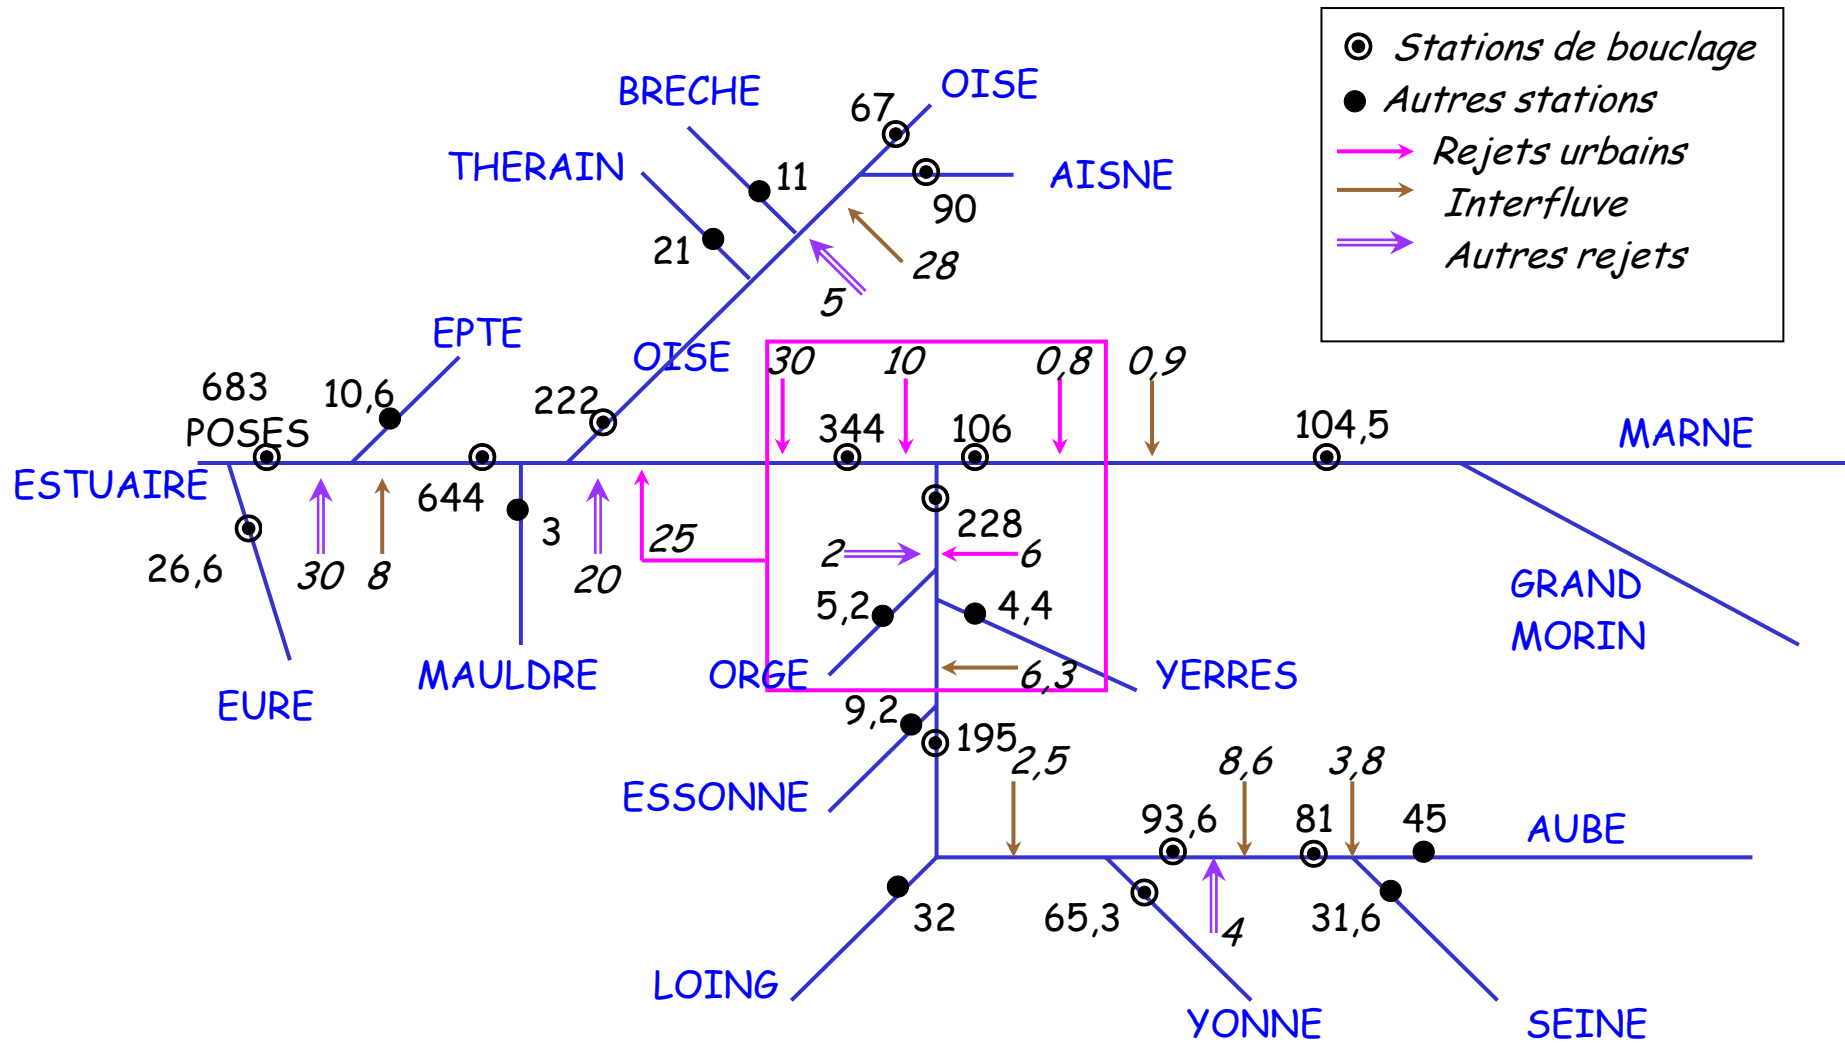 Stations de bouclage
Autres stations
Rejets urbains
Interfluve
Autres rejets
BRECHE
67
OISE
THERAIN
11
AISNE
90
21
28
5
EPTE
OISE
30
10
0,8
0,9
683
POSES
10,6
222
344
106
104,5
MARNE
ESTUAIRE
644
3
228
25
2
6
26,6
30
8
20
5,2
4,4
GRAND
MORIN
MAULDRE
ORGE
6,3
YERRES
EURE
9,2
195
2,5
8,6
3,8
ESSONNE
93,6
81
45
AUBE
32
65,3
4
31,6
LOING
YONNE
SEINE